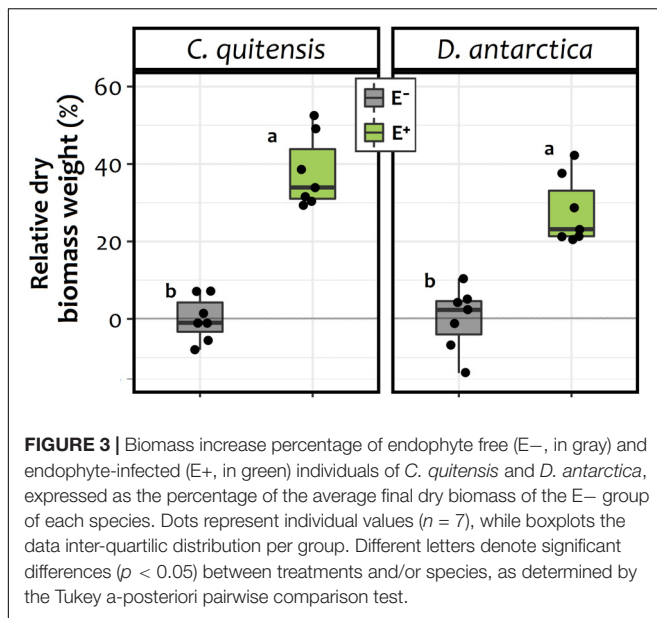 C. quitensis
D. antarctica
Relative dry
biomass weight (%)
60
40
20
0
E-
E+
a
b
a
b
FIGURE 3 | Biomass increase percentage of endophyte free (E−, in gray) and
endophyte-infected (E+, in green) individuals of C. quitensis and D. antarctica,
expressed as the percentage of the average final dry biomass of the E− group
of each species. Dots represent individual values (n = 7), while boxplots the
data inter-quartilic distribution per group. Different letters denote significant
differences (p < 0.05) between treatments and/or species, as determined by
the Tukey a-posteriori pairwise comparison test.